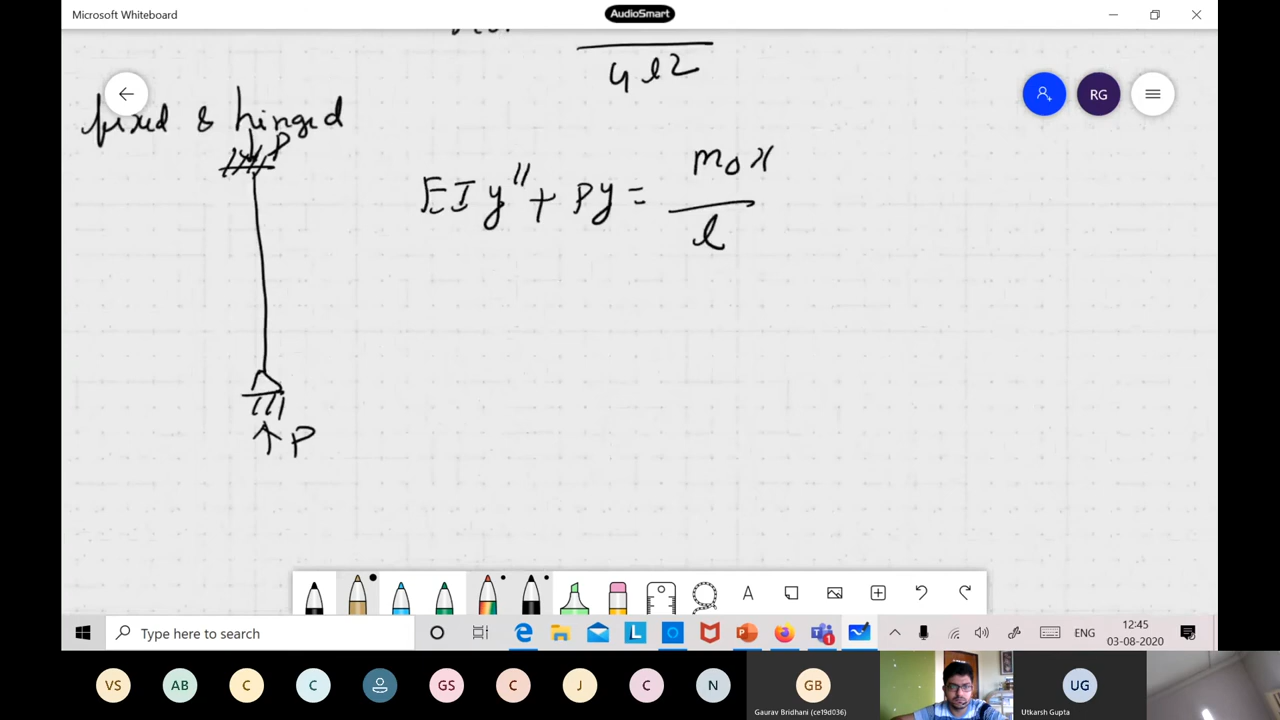 Microsoft Whiteboard
AudioSmart
4l2
fixed & hinged
P
EIy" + Py = M0x
l
P
RG
A
Type here to search
L
1
ENG
12:45
03-08-2020
VS
AB
C
C
GS
C
J
C
N
GB
UG
Gaurav Bridhani (ce19d036)
Utkarsh Gupta